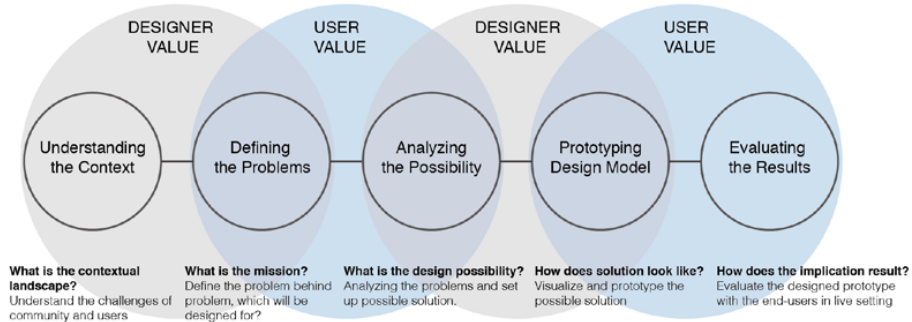 DESIGNER
VALUE
USER
VALUE
DESIGNER
VALUE
USER
VALUE
Understanding
the Context
Defining
the Problems
Analyzing
the Possibility
Prototyping
Design Model
Evaluating
the Results
What is the contextual
landscape?
Understand the challenges of
community and users
What is the mission?
Define the problem behind
problem, which will be
designed for?
What is the design possibility?
Analyzing the problems and set
up possible solution.
How does solution look like?
Visualize and prototype the
possible solution
How does the implication result?
Evaluate the designed prototype
with the end-users in live setting